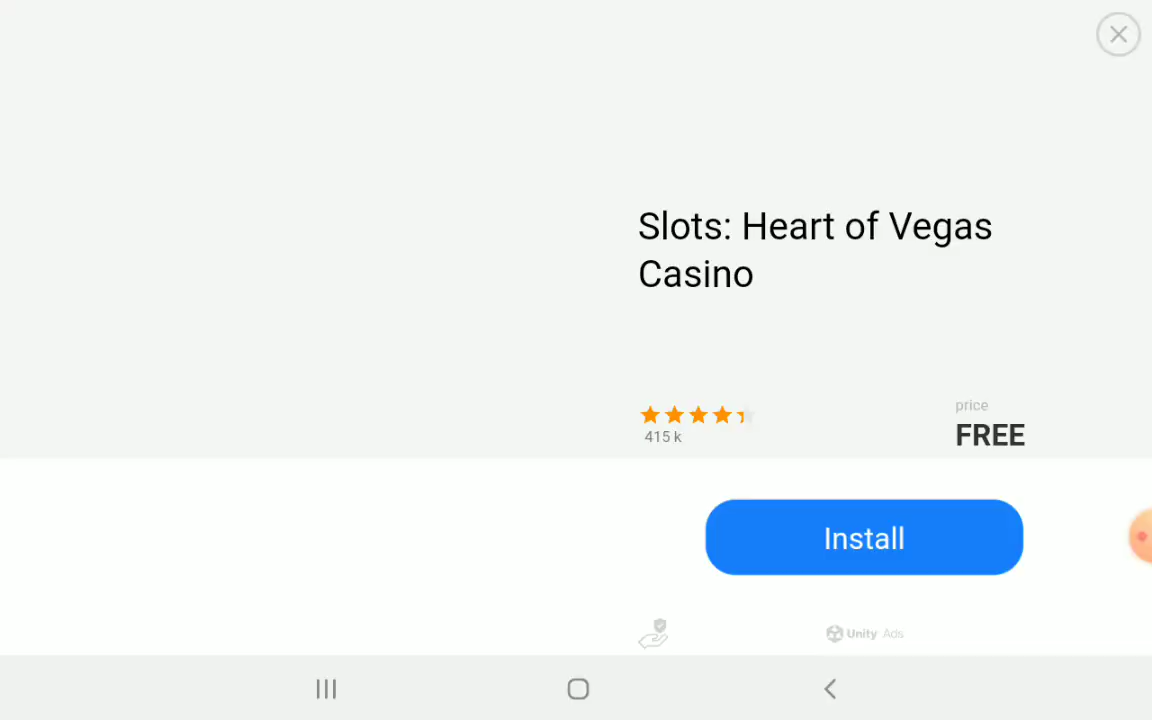 Slots: Heart of Vegas
Casino
415 k
price
FREE
Install
Unity Ads